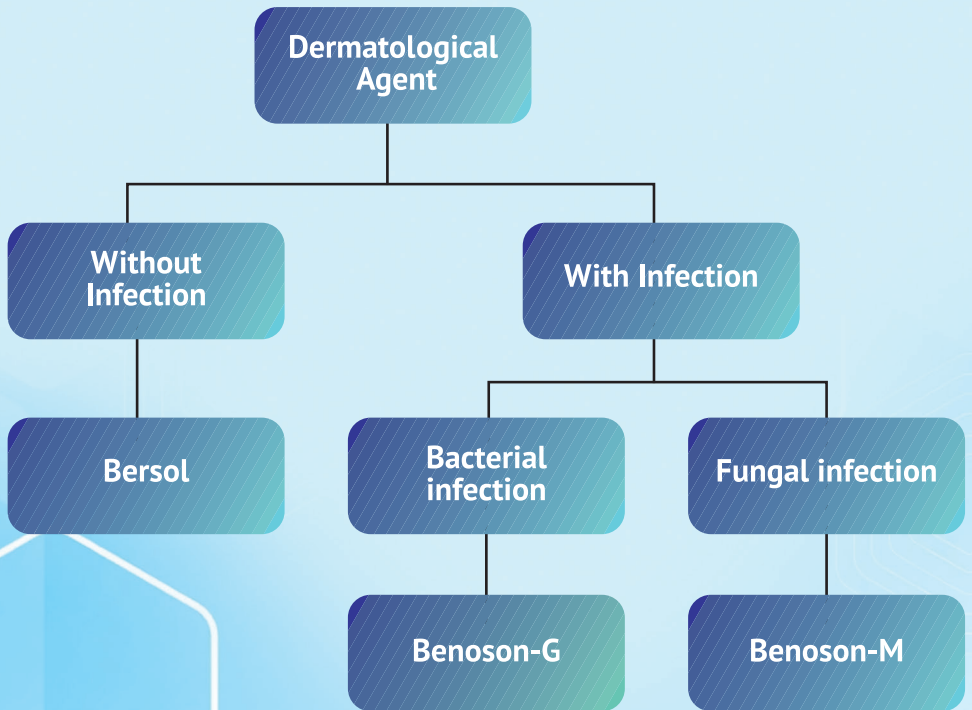 Dermatological
Agent
Without
Infection
With Infection
Bersol
Bacterial
infection
Fungal infection
Benoson-G
Benoson-M